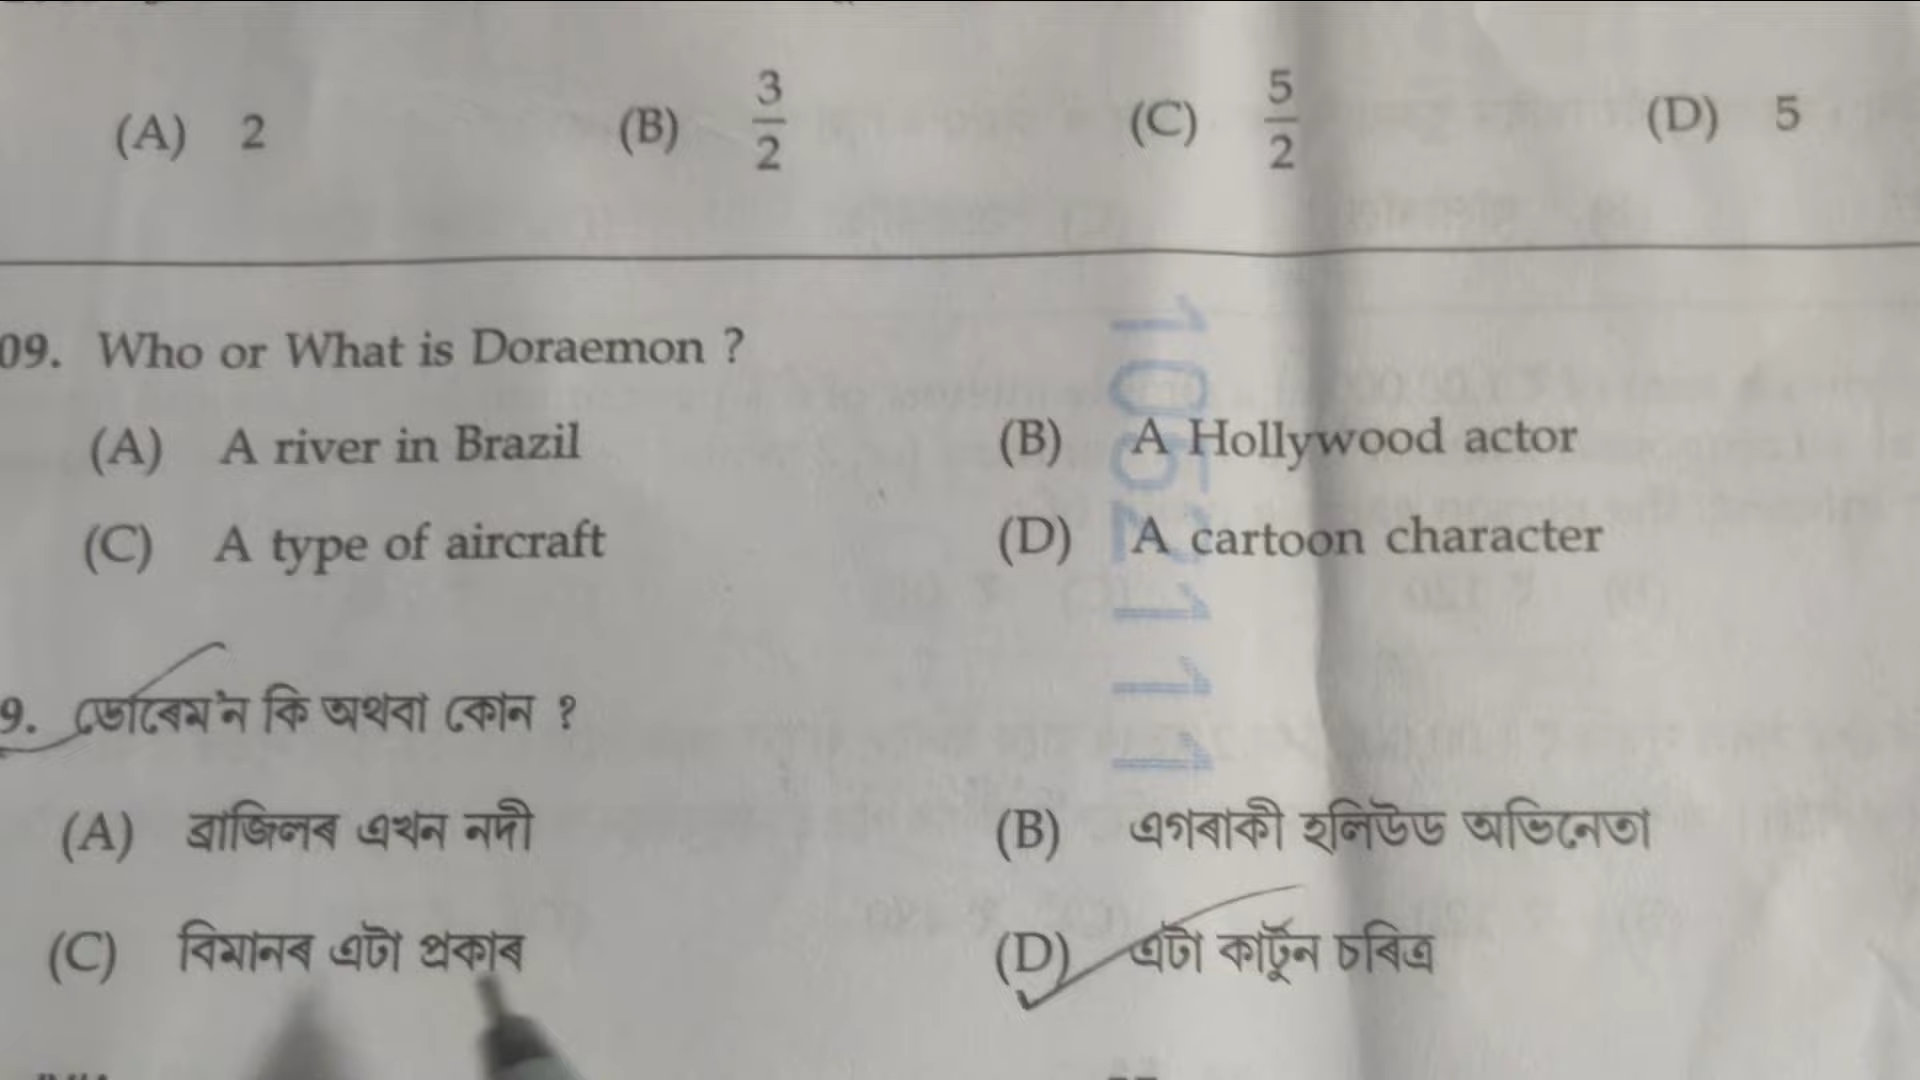 (A) 2 (B) 3/2 (C) 5/2 (D) 5
09. Who or What is Doraemon ?
(A) A river in Brazil (B) A Hollywood actor
(C) A type of aircraft (D) A cartoon character
9. ডোৰেম'ন কি অথবা কোন ?
(A) ব্ৰাজিলৰ এখন নদী (B) এগৰাকী হলিউড অভিনেতা
(C) বিমানৰ এটা প্ৰকাৰ (D) এটা কাৰ্টুন চৰিত্ৰ